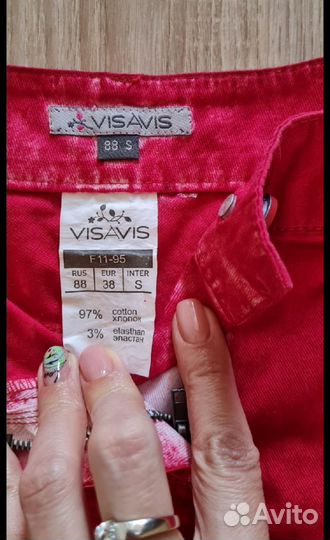 VISAVIS
88 S
VISAVIS
F11-95
RUS EUR INTER
88 38 S
97% cotton
хлопок
3% elasthan
эластан
Avito